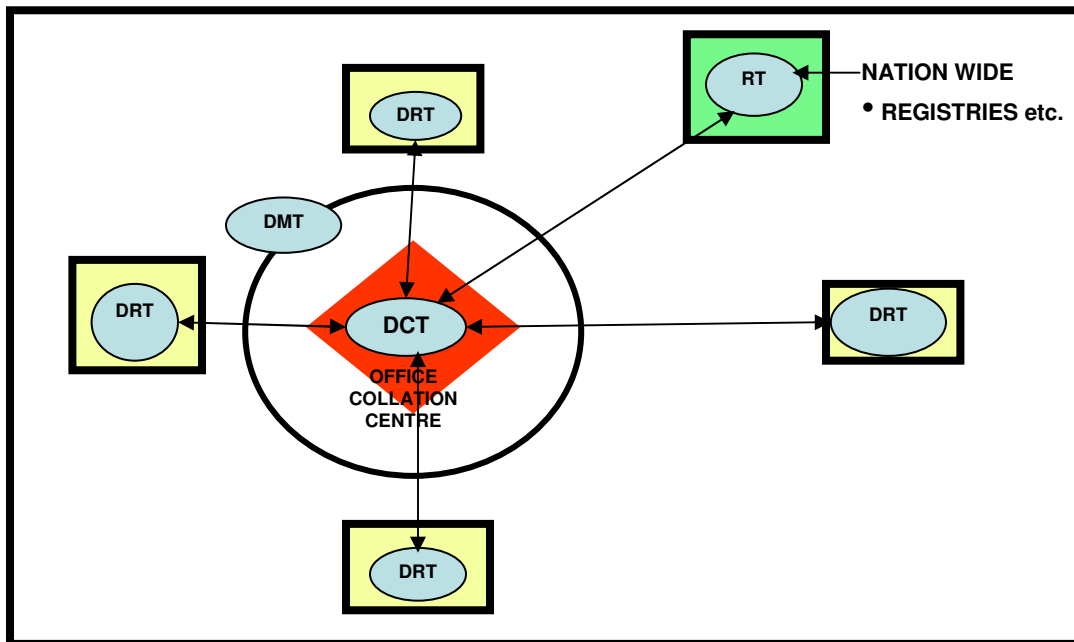 RT
NATION WIDE
• REGISTRIES etc.
DRT
DMT
DRT
DCT
DRT
OFFICE
COLLATION
CENTRE
DRT